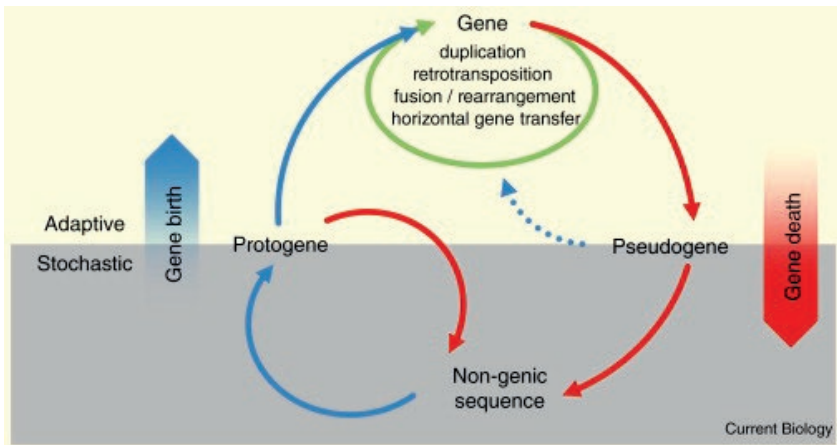 Gene
duplication
retrotransposition
fusion / rearrangement
horizontal gene transfer
Gene birth
Adaptive
Stochastic
Protogene
Pseudogene
Gene death
Non-genic
sequence
Current Biology